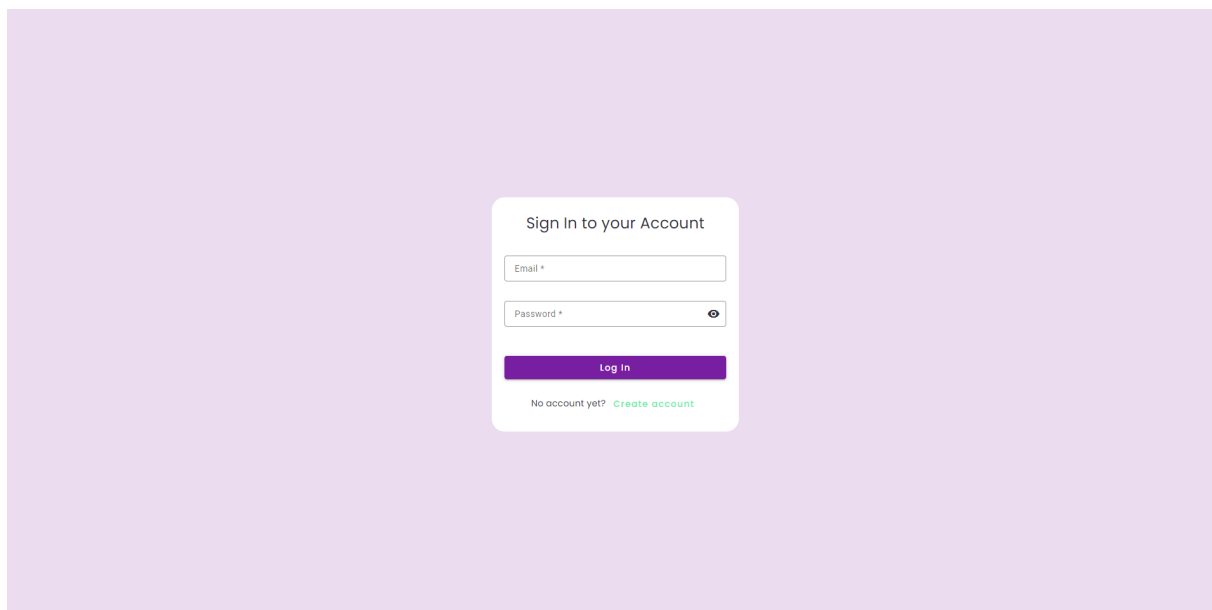 Sign In to your Account
Email *
Password *
Log In
No account yet? Create account